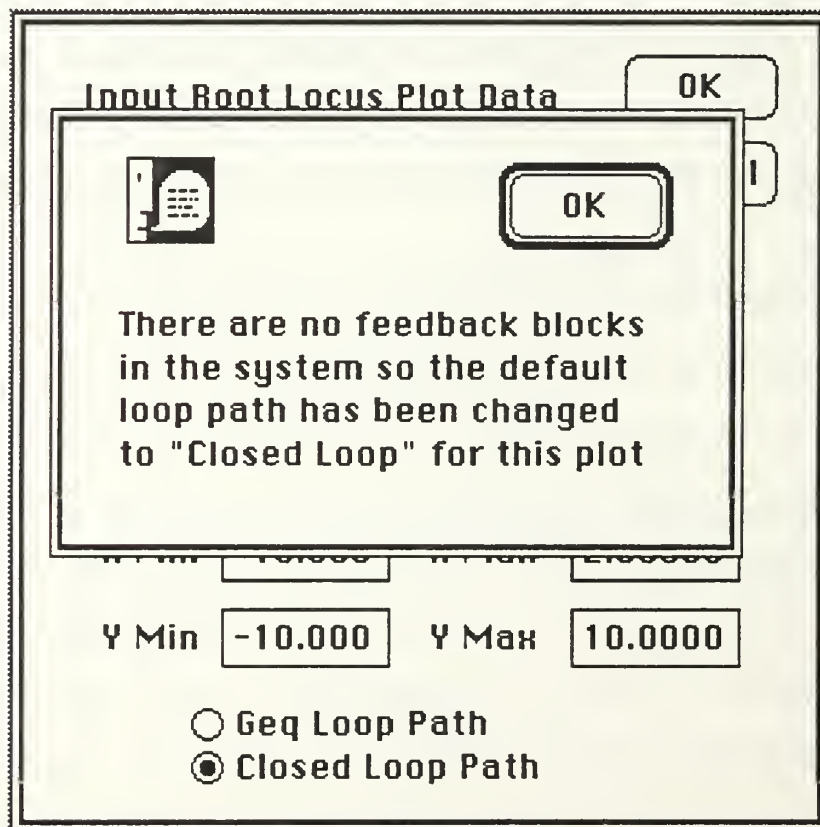 Input Root Locus Plot Data
OK
OK
There are no feedback blocks
in the system so the default
loop path has been changed
to "Closed Loop" for this plot
Y Min -10.000 Y Max 10.0000
Geq Loop Path
Closed Loop Path